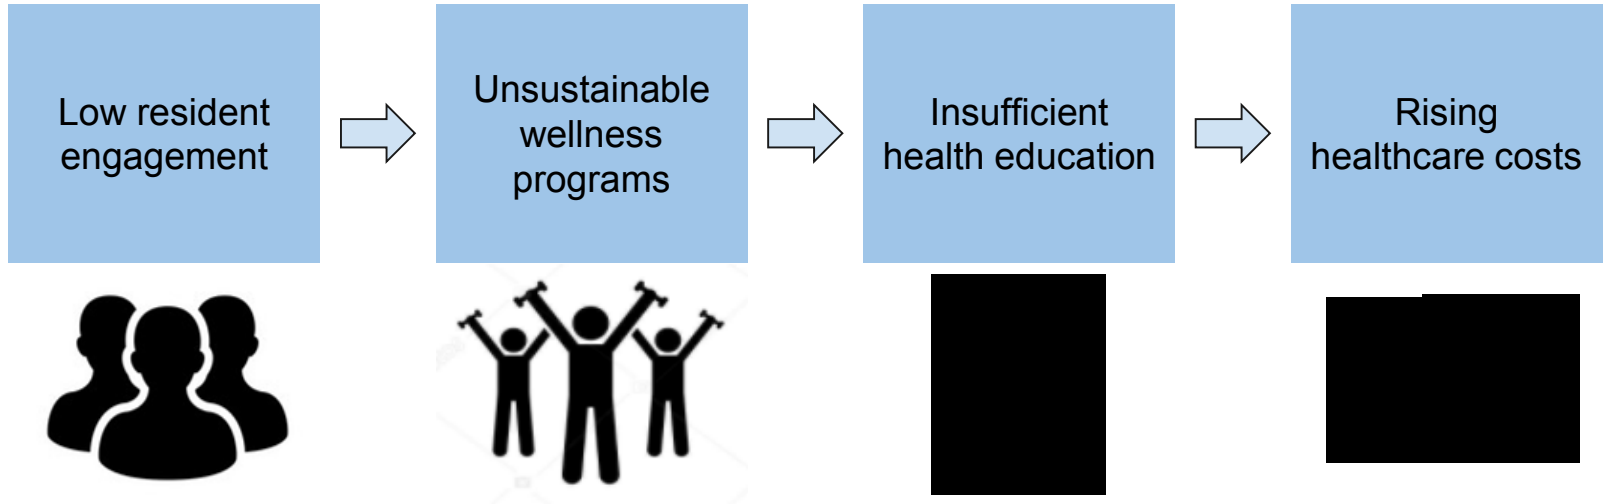 Low resident
engagement
Unsustainable
wellness
programs
Insufficient
health education
Rising
healthcare costs